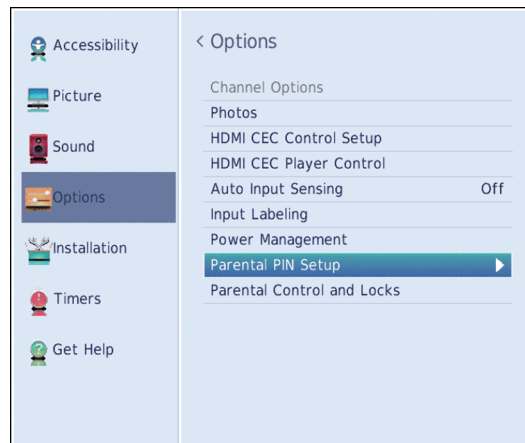 Accessibility
Picture
Sound
Options
Installation
Timers
Get Help
< Options
Channel Options
Photos
HDMI CEC Control Setup
HDMI CEC Player Control
Auto Input Sensing Off
Input Labeling
Power Management
Parental PIN Setup
Parental Control and Locks